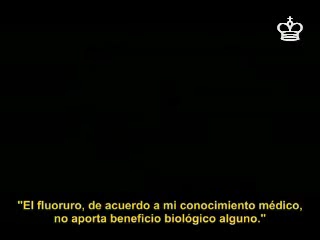 "El fluoruro, de acuerdo a mi conocimiento médico,
no aporta beneficio biológico alguno."